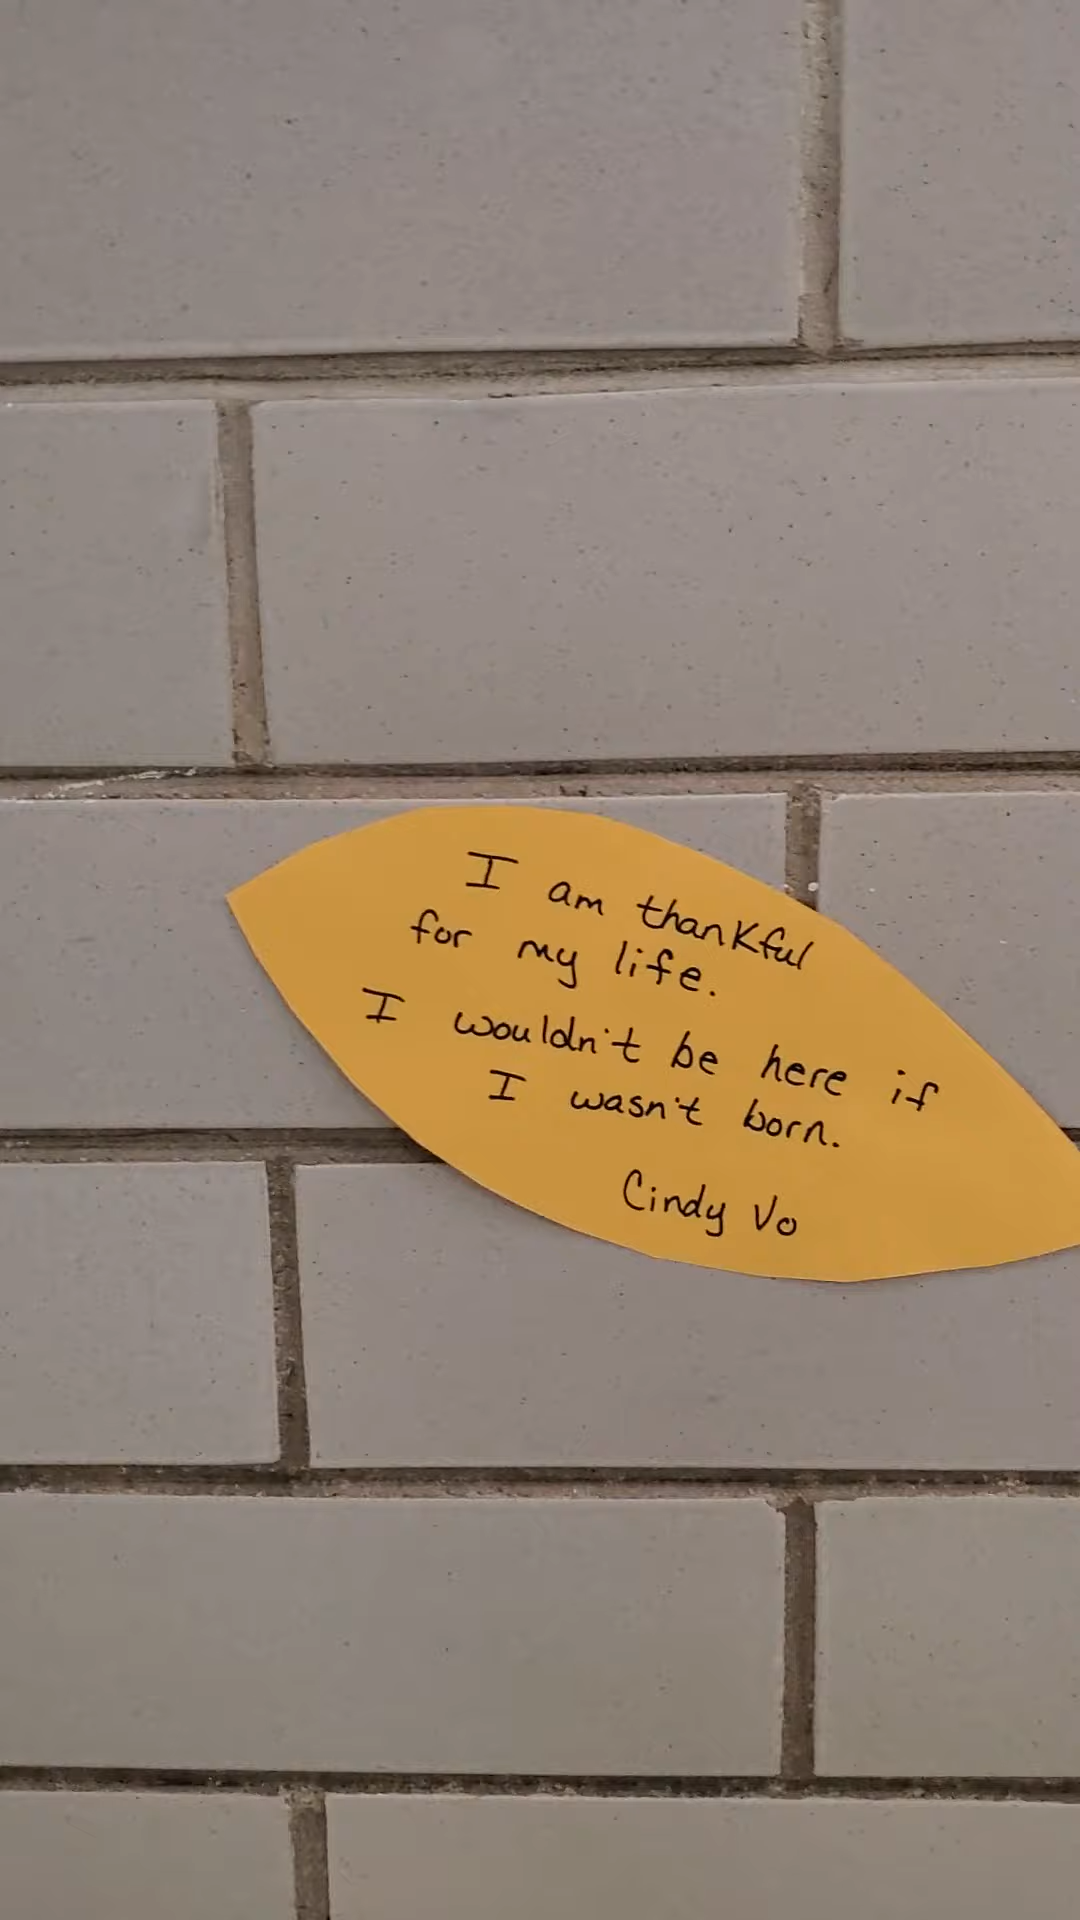 I am thankful
for my life.
I wouldn't be here if
I wasn't born.
Cindy Vo